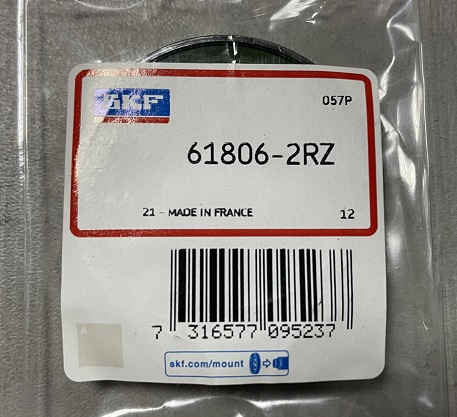 SKF
057P
61806-2RZ
21 - MADE IN FRANCE
12
7 316577 095237
A
skf.com/mount